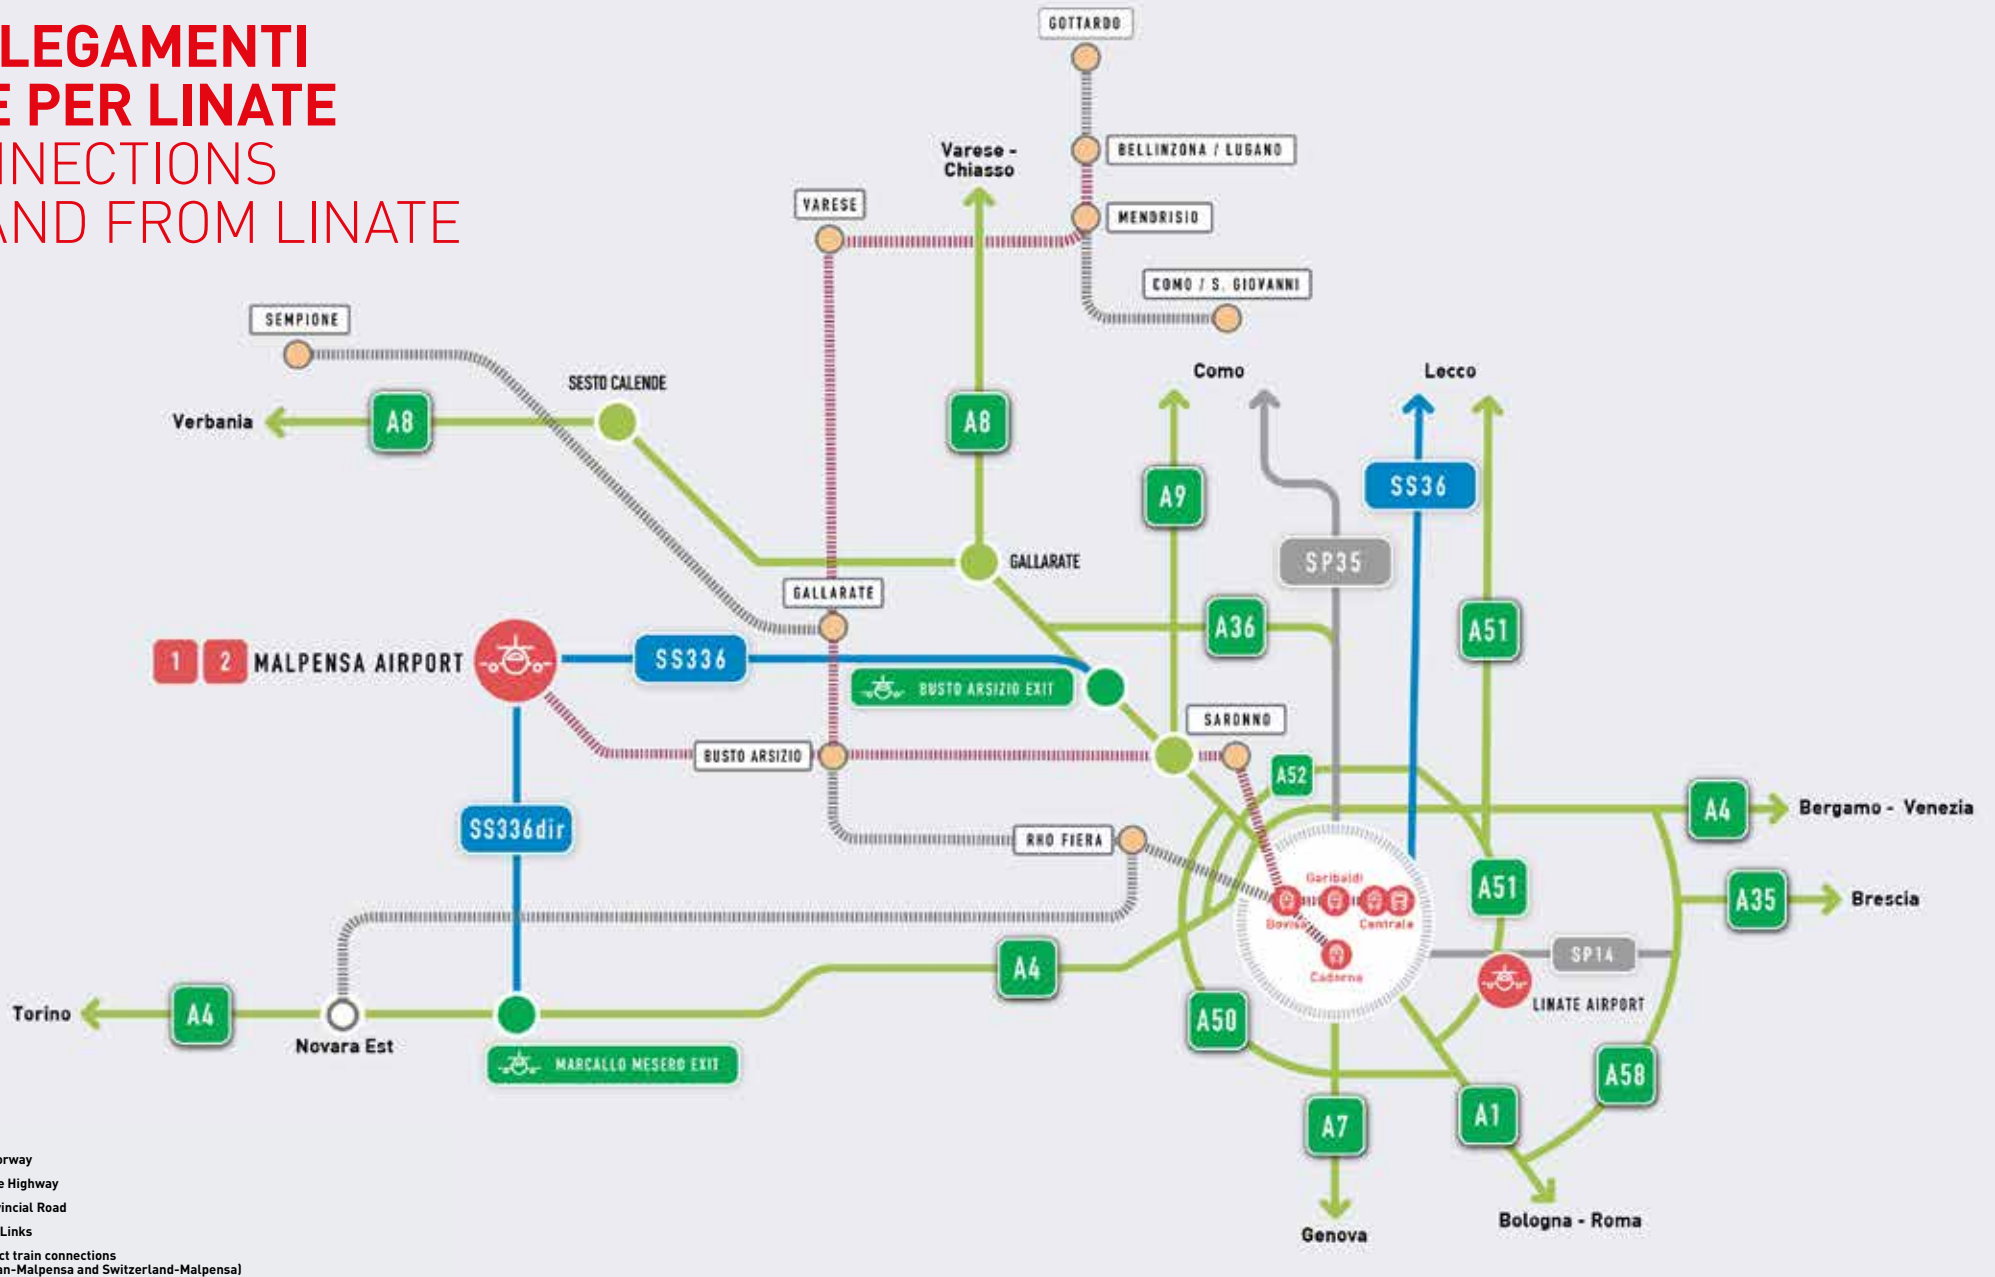 LEGAMENTI
E PER LINATE
NNECTIONS
AND FROM LINATE
GOTTARDO
BELLINZONA / LUGANO
Varese -
Chiasso
VARESE
MENDRISIO
COMO / S. GIOVANNI
SEMPIONE
SESTO CALENDE
Como
Lecco
Verbania
A8
A8
A9
SS36
SP35
GALLARATE
GALLARATE
A36
A51
1 2 MALPENSA AIRPORT
SS336
BUSTO ARSIZIO EXIT
SARONNO
BUSTO ARSIZIO
A52
A4
Bergamo - Venezia
SS336dir
RHO FIERA
Garibaldi
Bovisa
Centrale
Cadorna
A51
A35
Brescia
SP14
LINATE AIRPORT
A4
Torino
A4
Novara Est
MARCALLO MESERO EXIT
A50
A58
A7
A1
Genova
Bologna - Roma
orway
e Highway
vincial Road
Links
ct train connections
an-Malpensa and Switzerland-Malpensa)